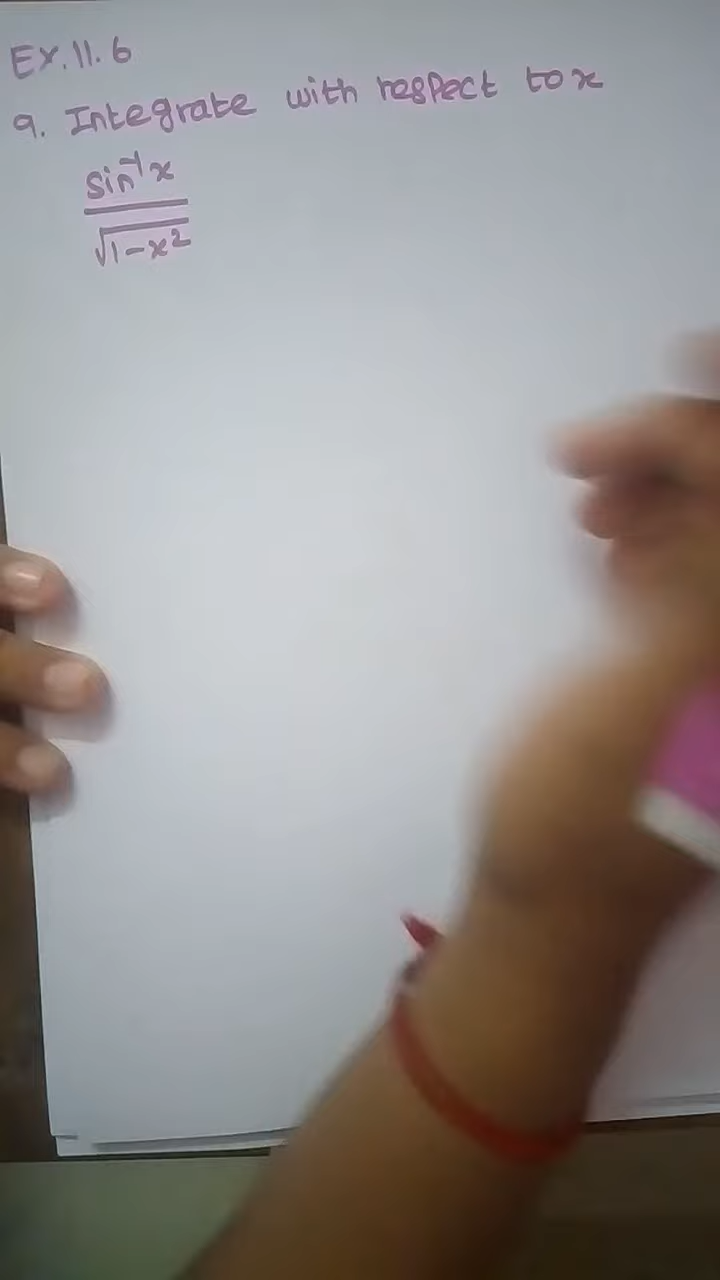 Ex.11.6
9. Integrate with respect to x
sin⁻¹x
√1-x²